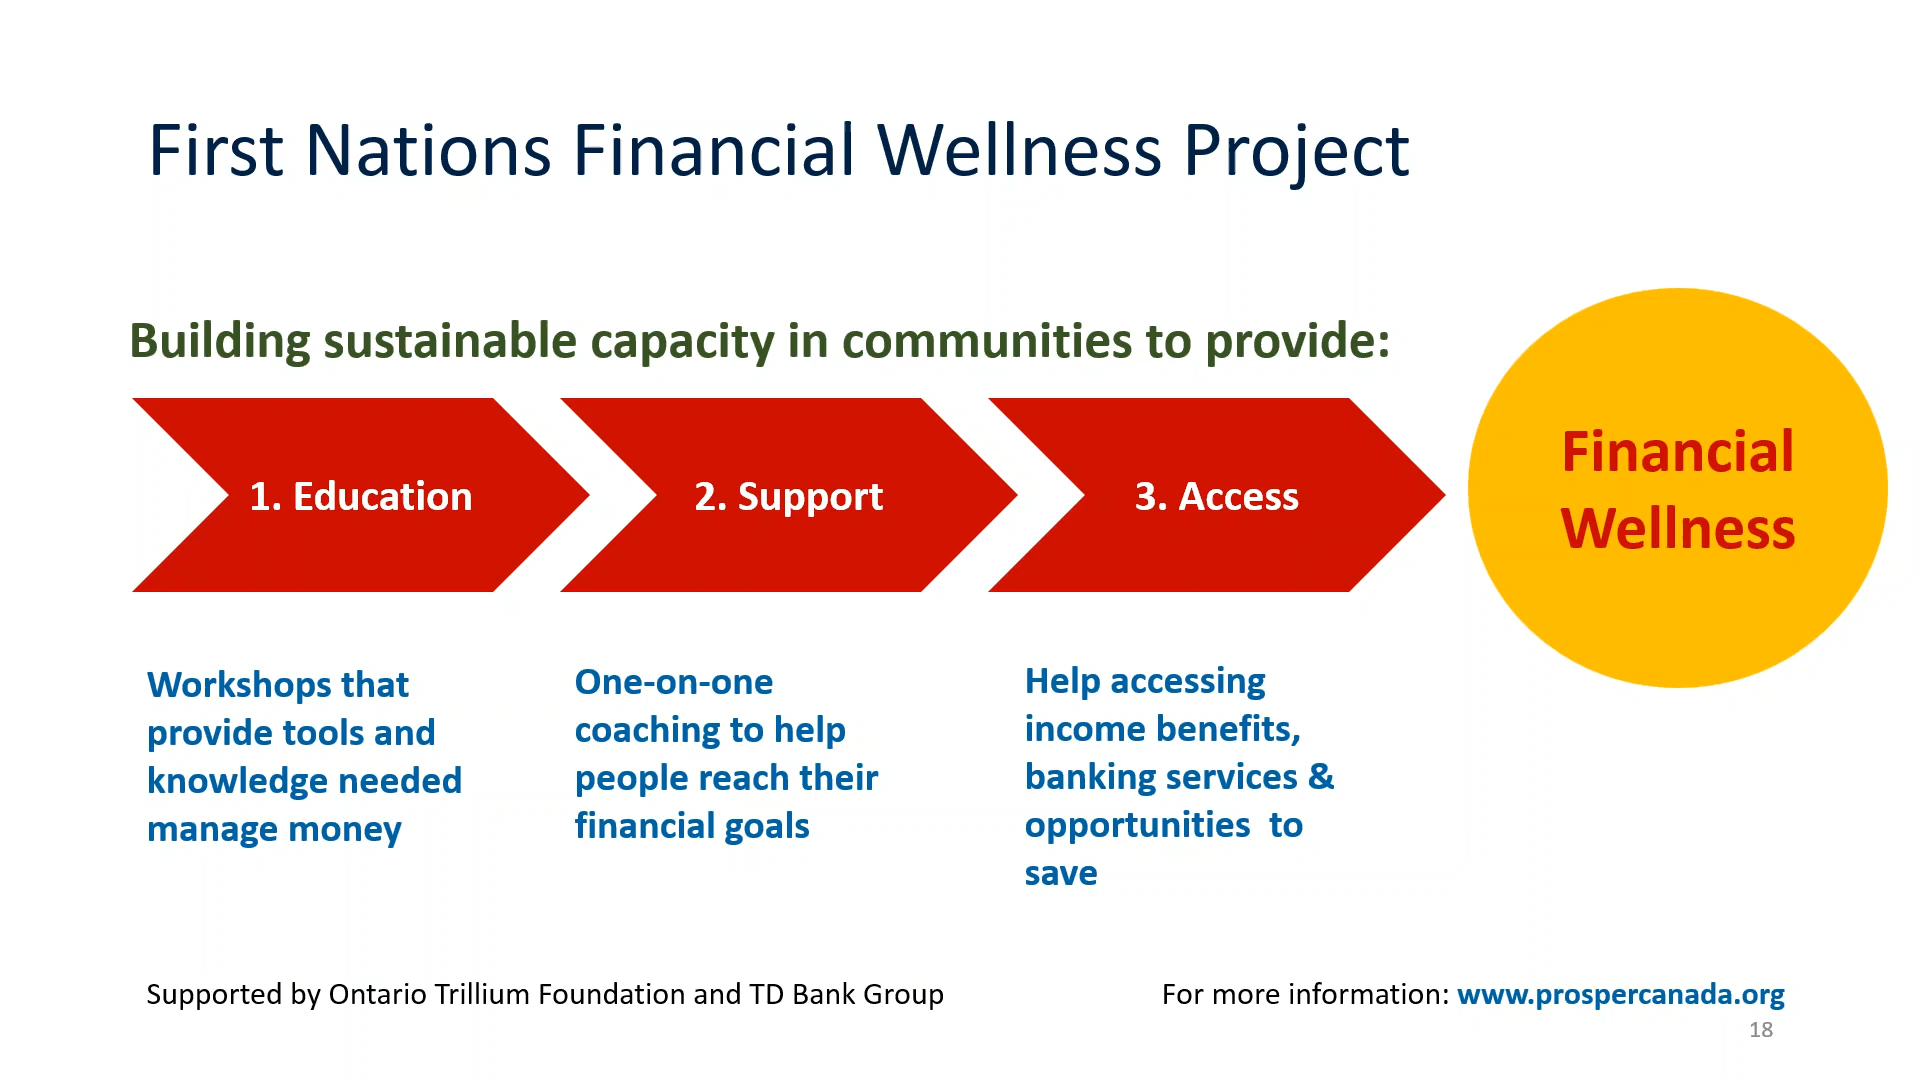 First Nations Financial Wellness Project
Building sustainable capacity in communities to provide:
1. Education
2. Support
3. Access
Financial
Wellness
Workshops that
provide tools and
knowledge needed
manage money
One-on-one
coaching to help
people reach their
financial goals
Help accessing
income benefits,
banking services &
opportunities  to
save
Supported by Ontario Trillium Foundation and TD Bank Group
For more information: www.prospercanada.org
18